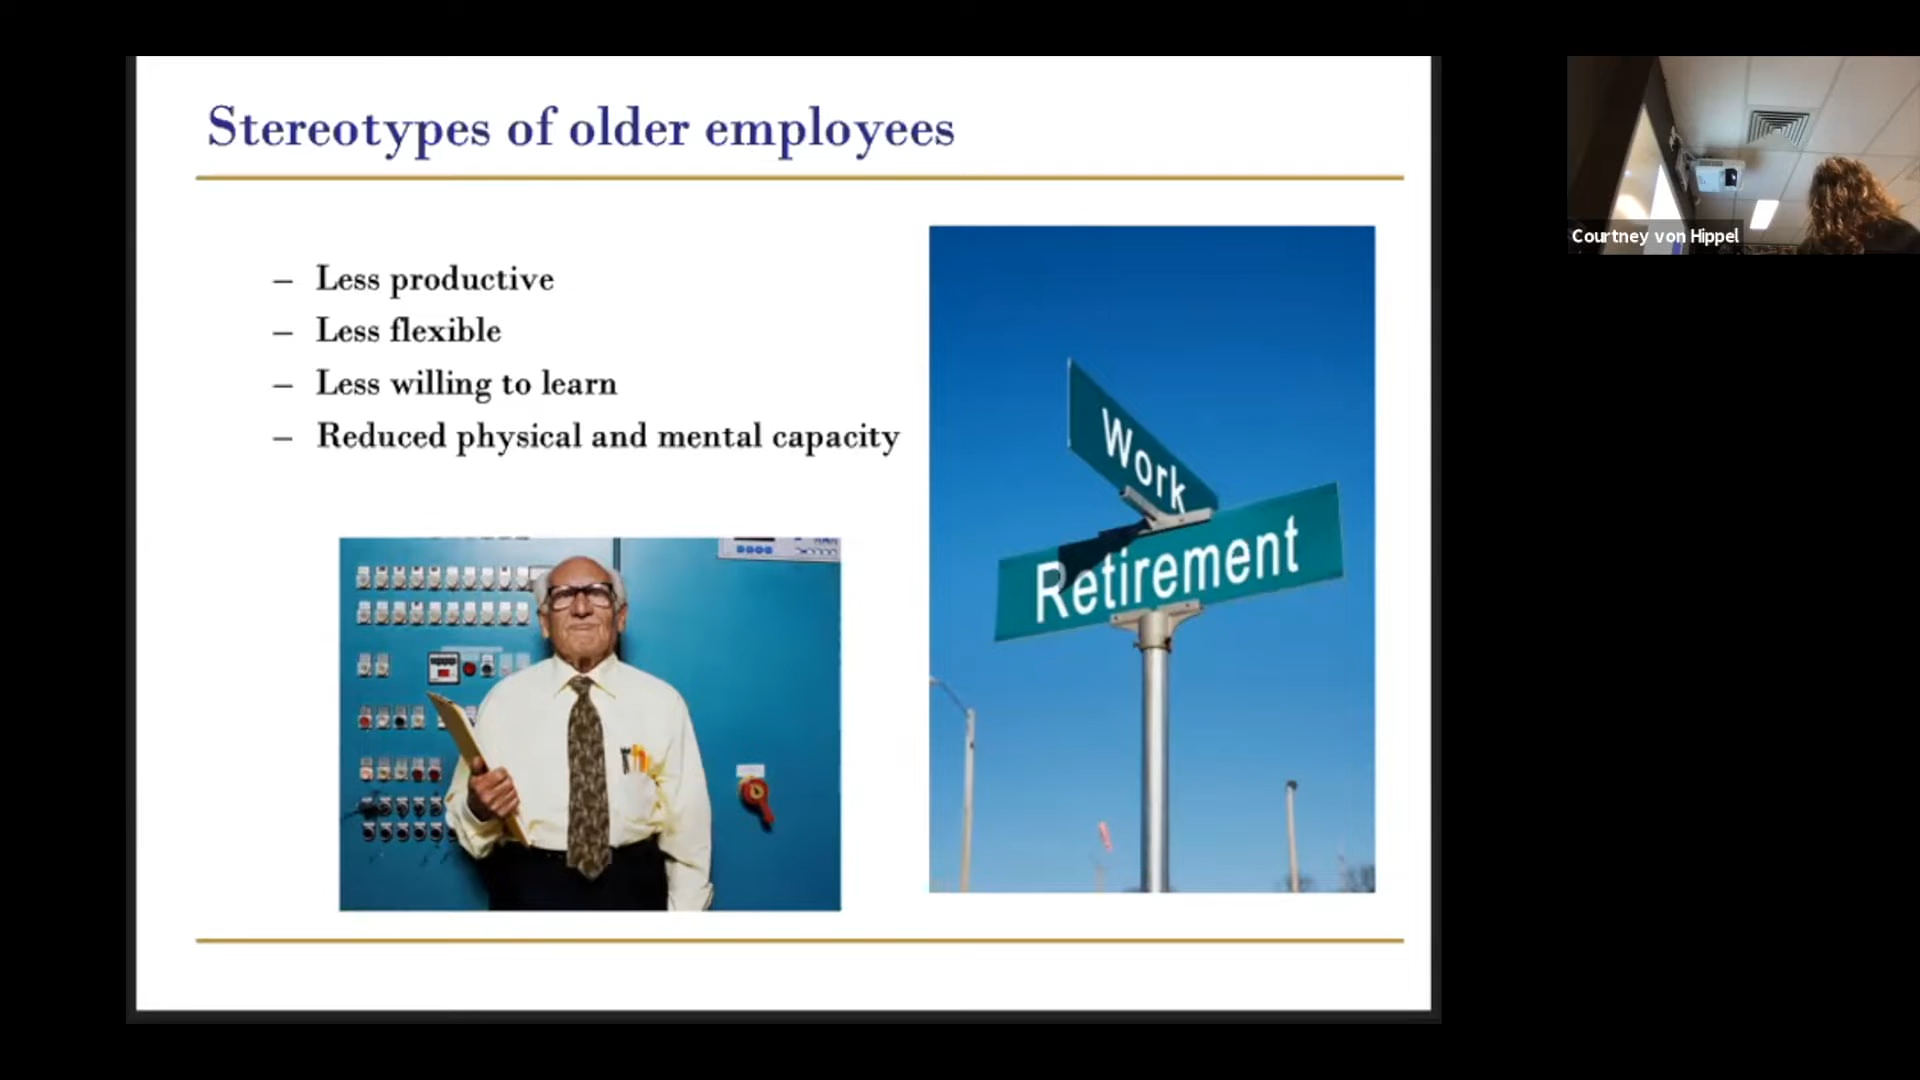 Stereotypes of older employees
– Less productive
– Less flexible
– Less willing to learn
– Reduced physical and mental capacity
Work
Retirement
Courtney von Hippel